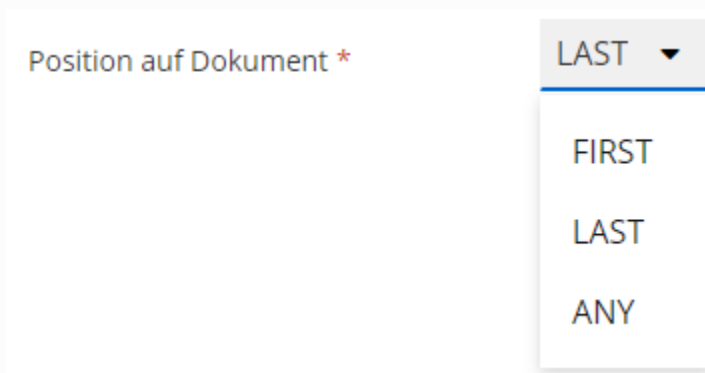 Position auf Dokument *
LAST
FIRST
LAST
ANY